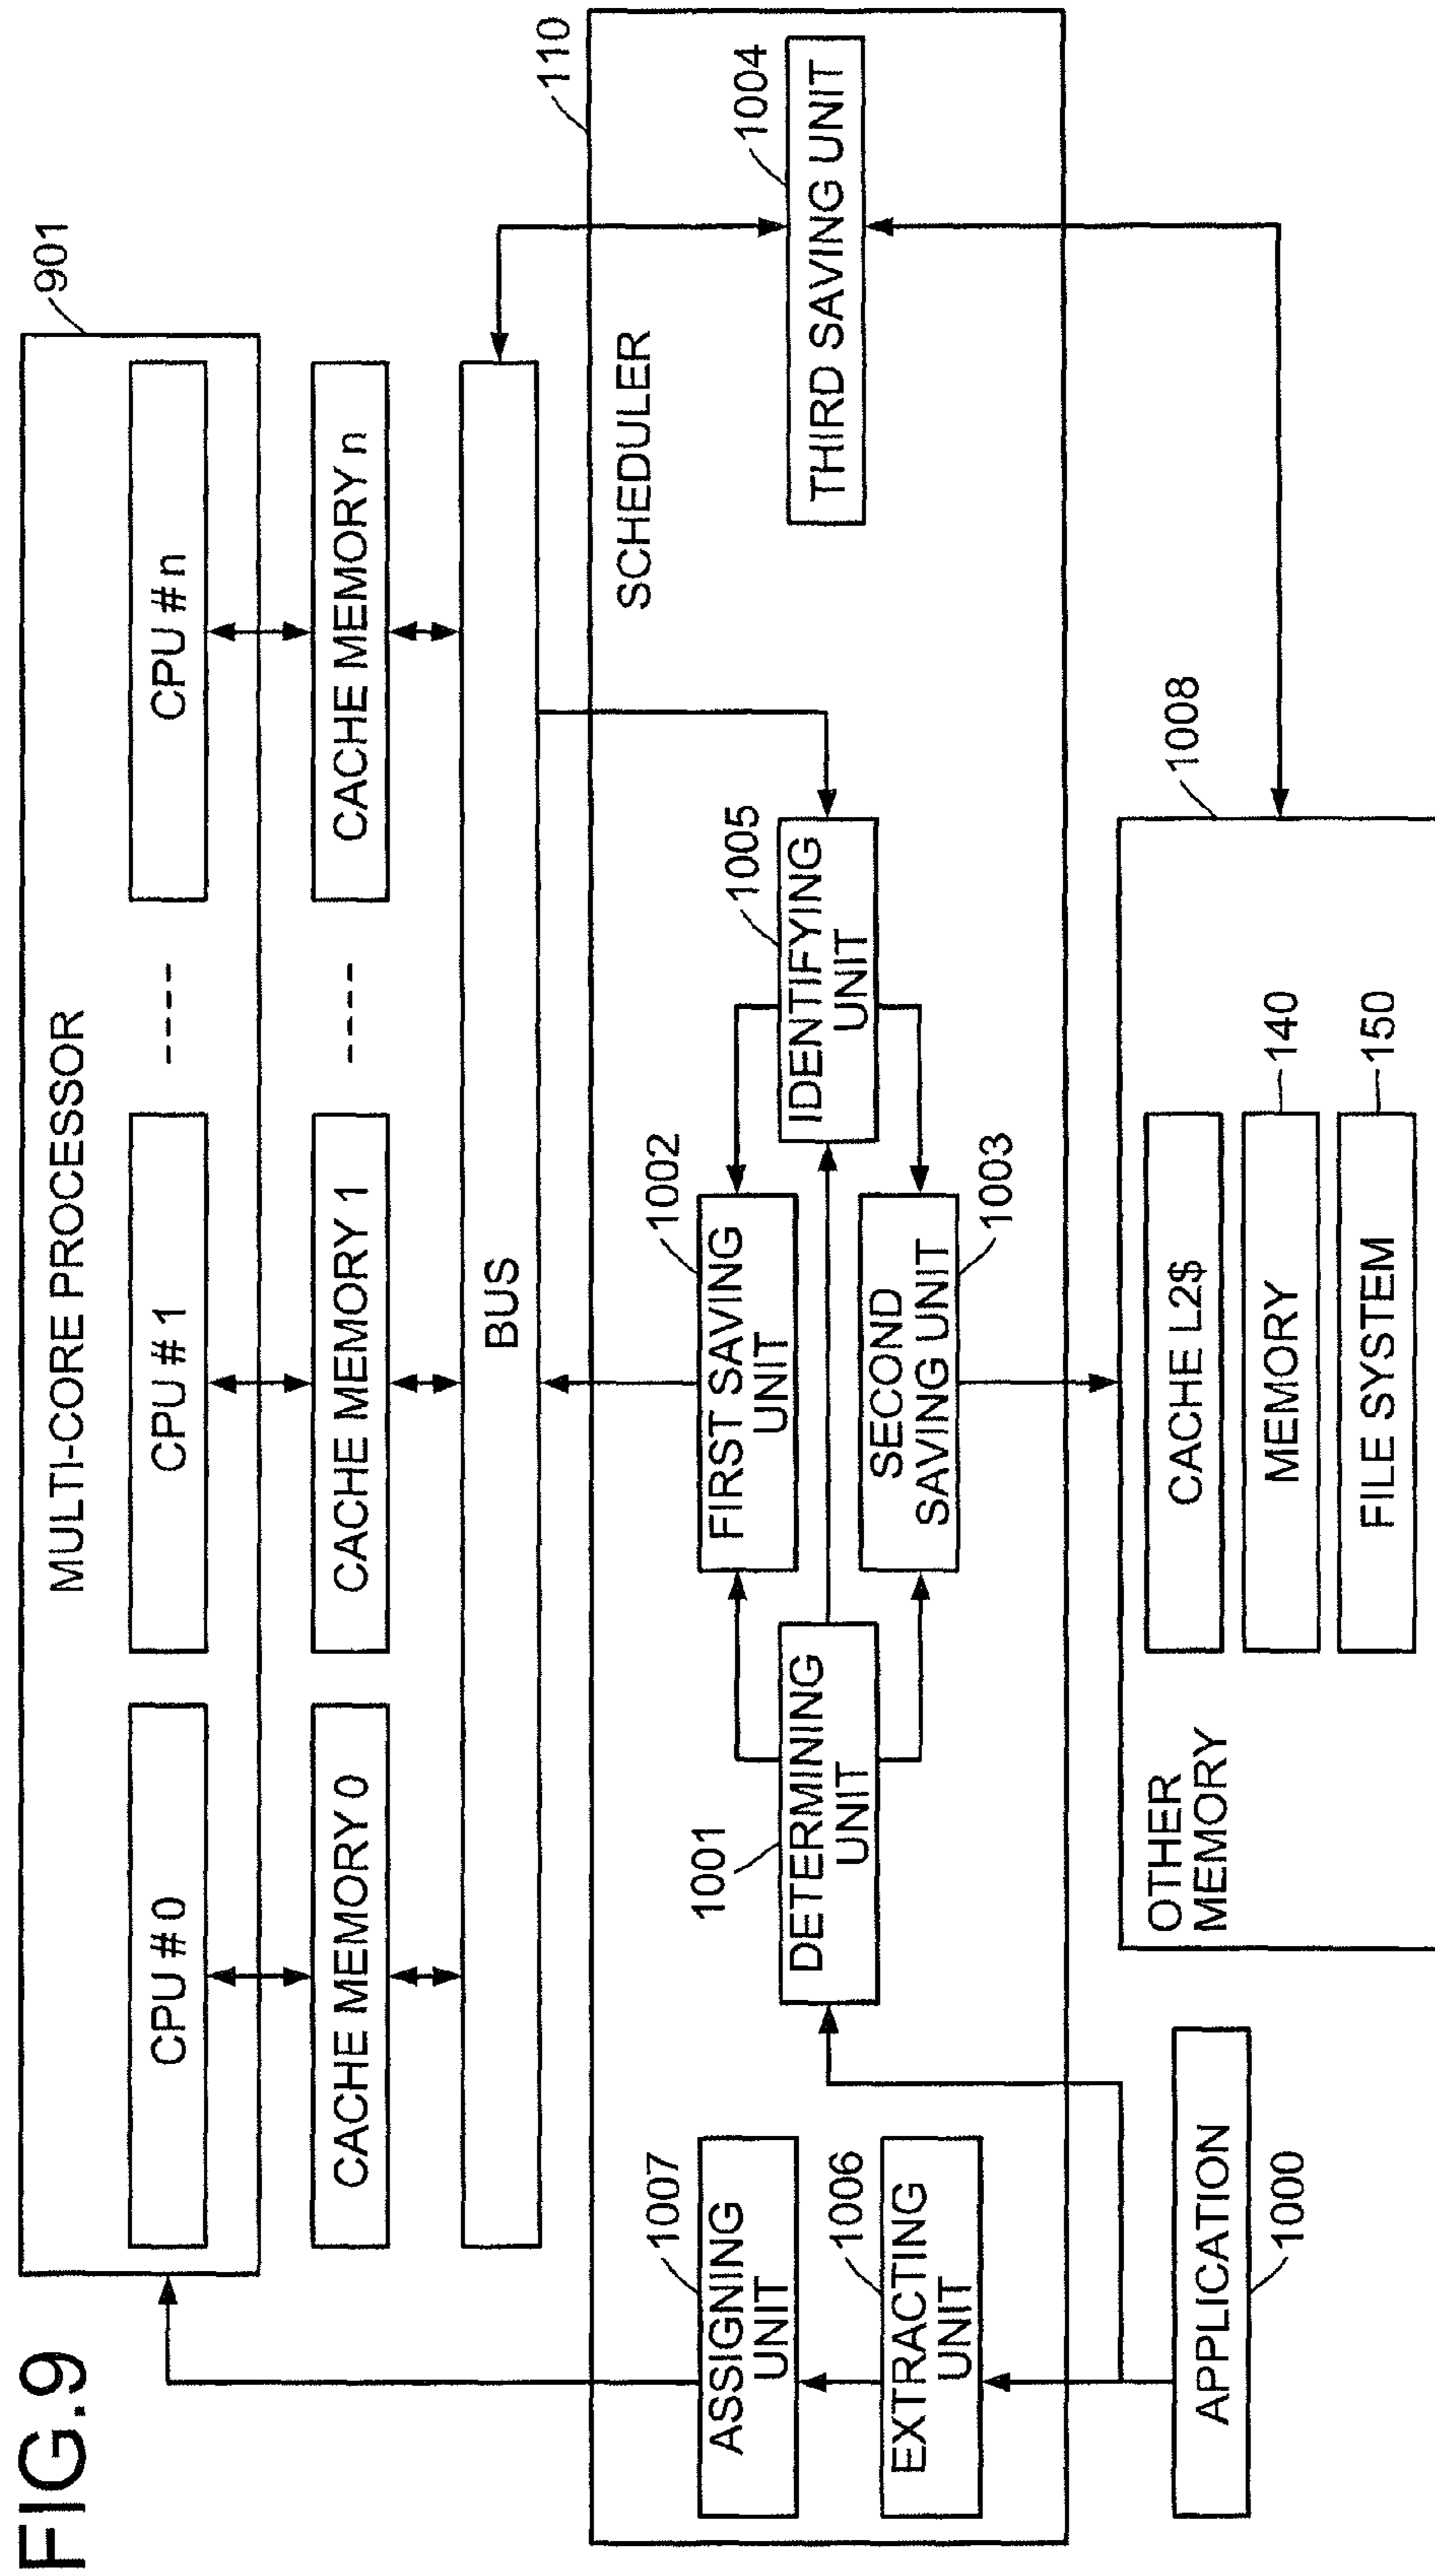 FIG.9
MULTI-CORE PROCESSOR
901
CPU # 0
CPU # 1
----
CPU # n
CACHE MEMORY 0
CACHE MEMORY 1
----
CACHE MEMORY n
BUS
110
SCHEDULER
ASSIGNING
UNIT
1007
EXTRACTING
UNIT
1006
1001
DETERMINING
UNIT
FIRST SAVING
UNIT
1002
SECOND
SAVING UNIT
1003
IDENTIFYING
UNIT
1005
THIRD SAVING UNIT
1004
APPLICATION
1000
OTHER
MEMORY
1008
CACHE L2$
MEMORY
140
FILE SYSTEM
150